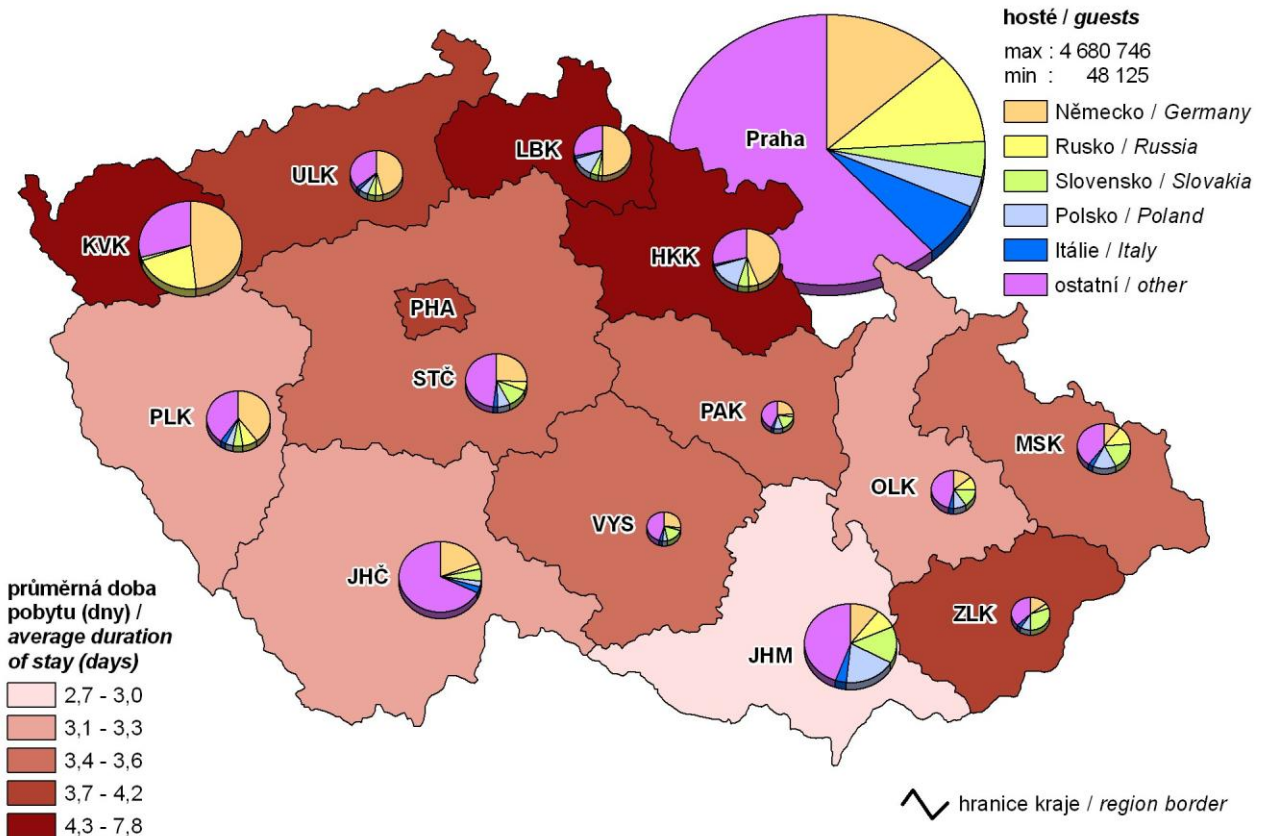 hosté / guests
max : 4 680 746
min : 48 125
Německo / Germany
Rusko / Russia
Slovensko / Slovakia
Polsko / Poland
Itálie / Italy
ostatní / other
Praha
LBK
ULK
KVK
HKK
PHA
STČ
PLK
PAK
MSK
OLK
VYS
JHČ
ZLK
JHM
průměrná doba
pobytu (dny) /
average duration
of stay (days)
2,7 - 3,0
3,1 - 3,3
3,4 - 3,6
3,7 - 4,2
4,3 - 7,8
hranice kraje / region border